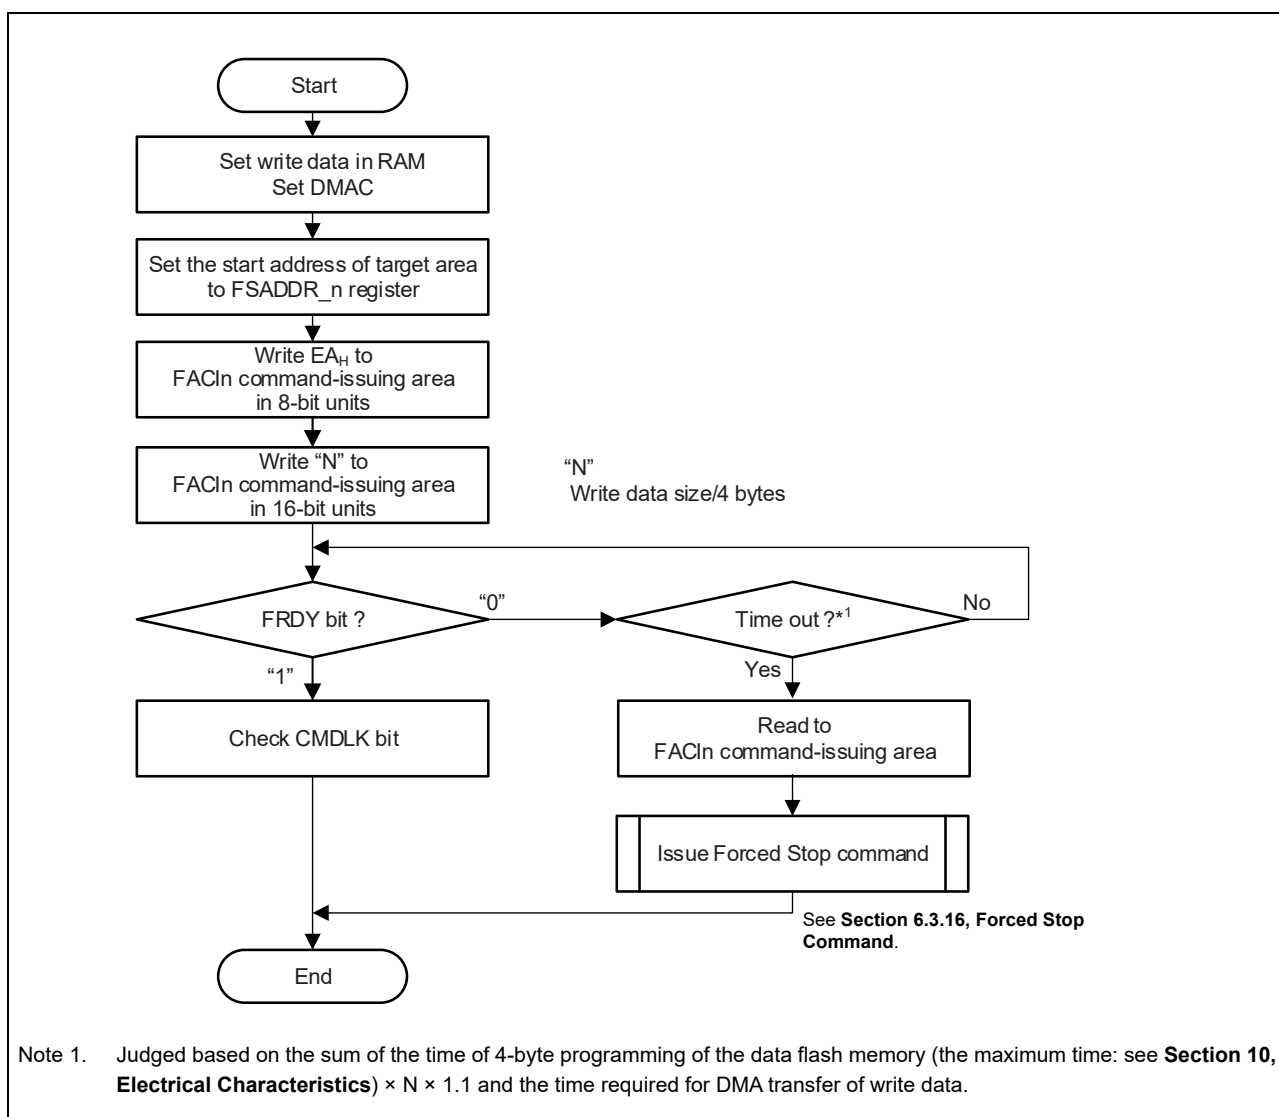 Start
Set write data in RAM
Set DMAC
Set the start address of target area
to FSADDR_n register
Write EAH to
FACIn command-issuing area
in 8-bit units
Write “N” to
FACIn command-issuing area
in 16-bit units
“N”
Write data size/4 bytes
FRDY bit ?
“0”
Time out ?*1
No
“1”
Yes
Check CMDLK bit
Read to
FACIn command-issuing area
Issue Forced Stop command
See Section 6.3.16, Forced Stop
Command.
End
Note 1. Judged based on the sum of the time of 4-byte programming of the data flash memory (the maximum time: see Section 10,
Electrical Characteristics) × N × 1.1 and the time required for DMA transfer of write data.